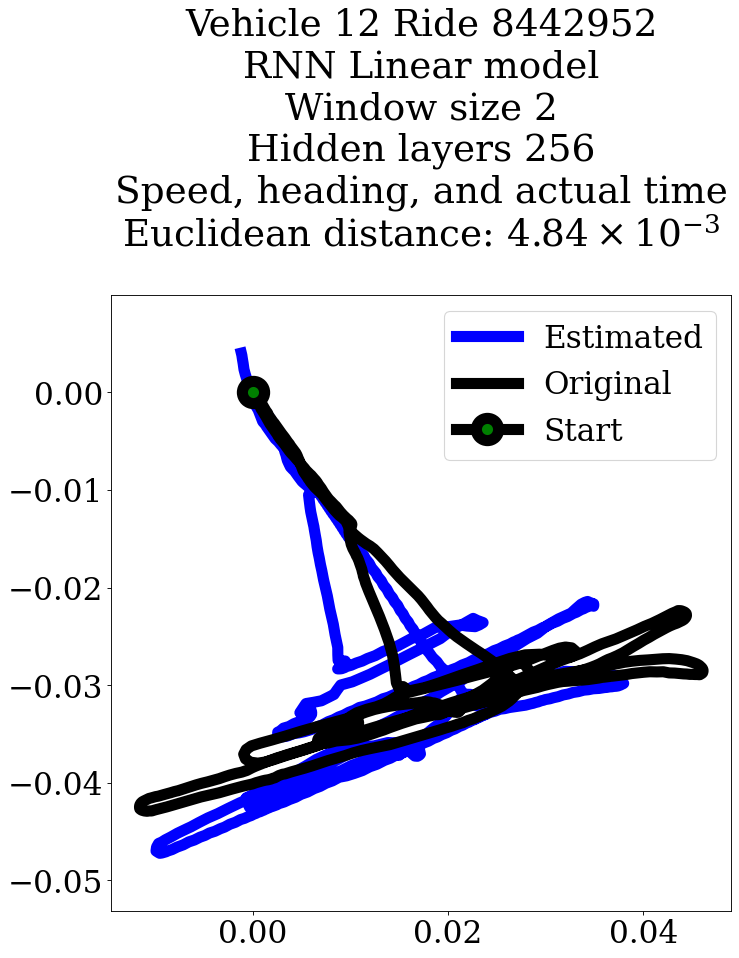 Vehicle 12 Ride 8442952
RNN Linear model
Window size 2
Hidden layers 256
Speed, heading, and actual time
Euclidean distance: 4.84 × 10⁻³
Estimated
Original
Start
0.00
−0.01
−0.02
−0.03
−0.04
−0.05
0.00 0.02 0.04